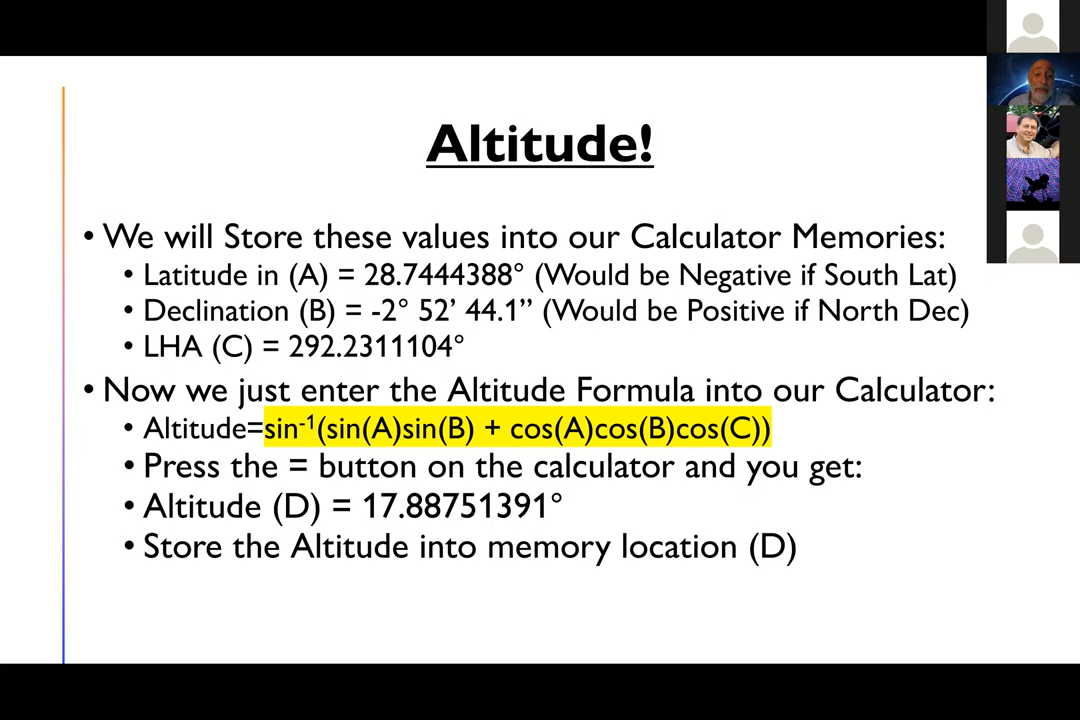 Altitude!
• We will Store these values into our Calculator Memories:
• Latitude in (A) = 28.7444388° (Would be Negative if South Lat)
• Declination (B) = -2° 52’ 44.1” (Would be Positive if North Dec)
• LHA (C) = 292.2311104°
• Now we just enter the Altitude Formula into our Calculator:
• Altitude=sin⁻¹(sin(A)sin(B) + cos(A)cos(B)cos(C))
• Press the = button on the calculator and you get:
• Altitude (D) = 17.88751391°
• Store the Altitude into memory location (D)